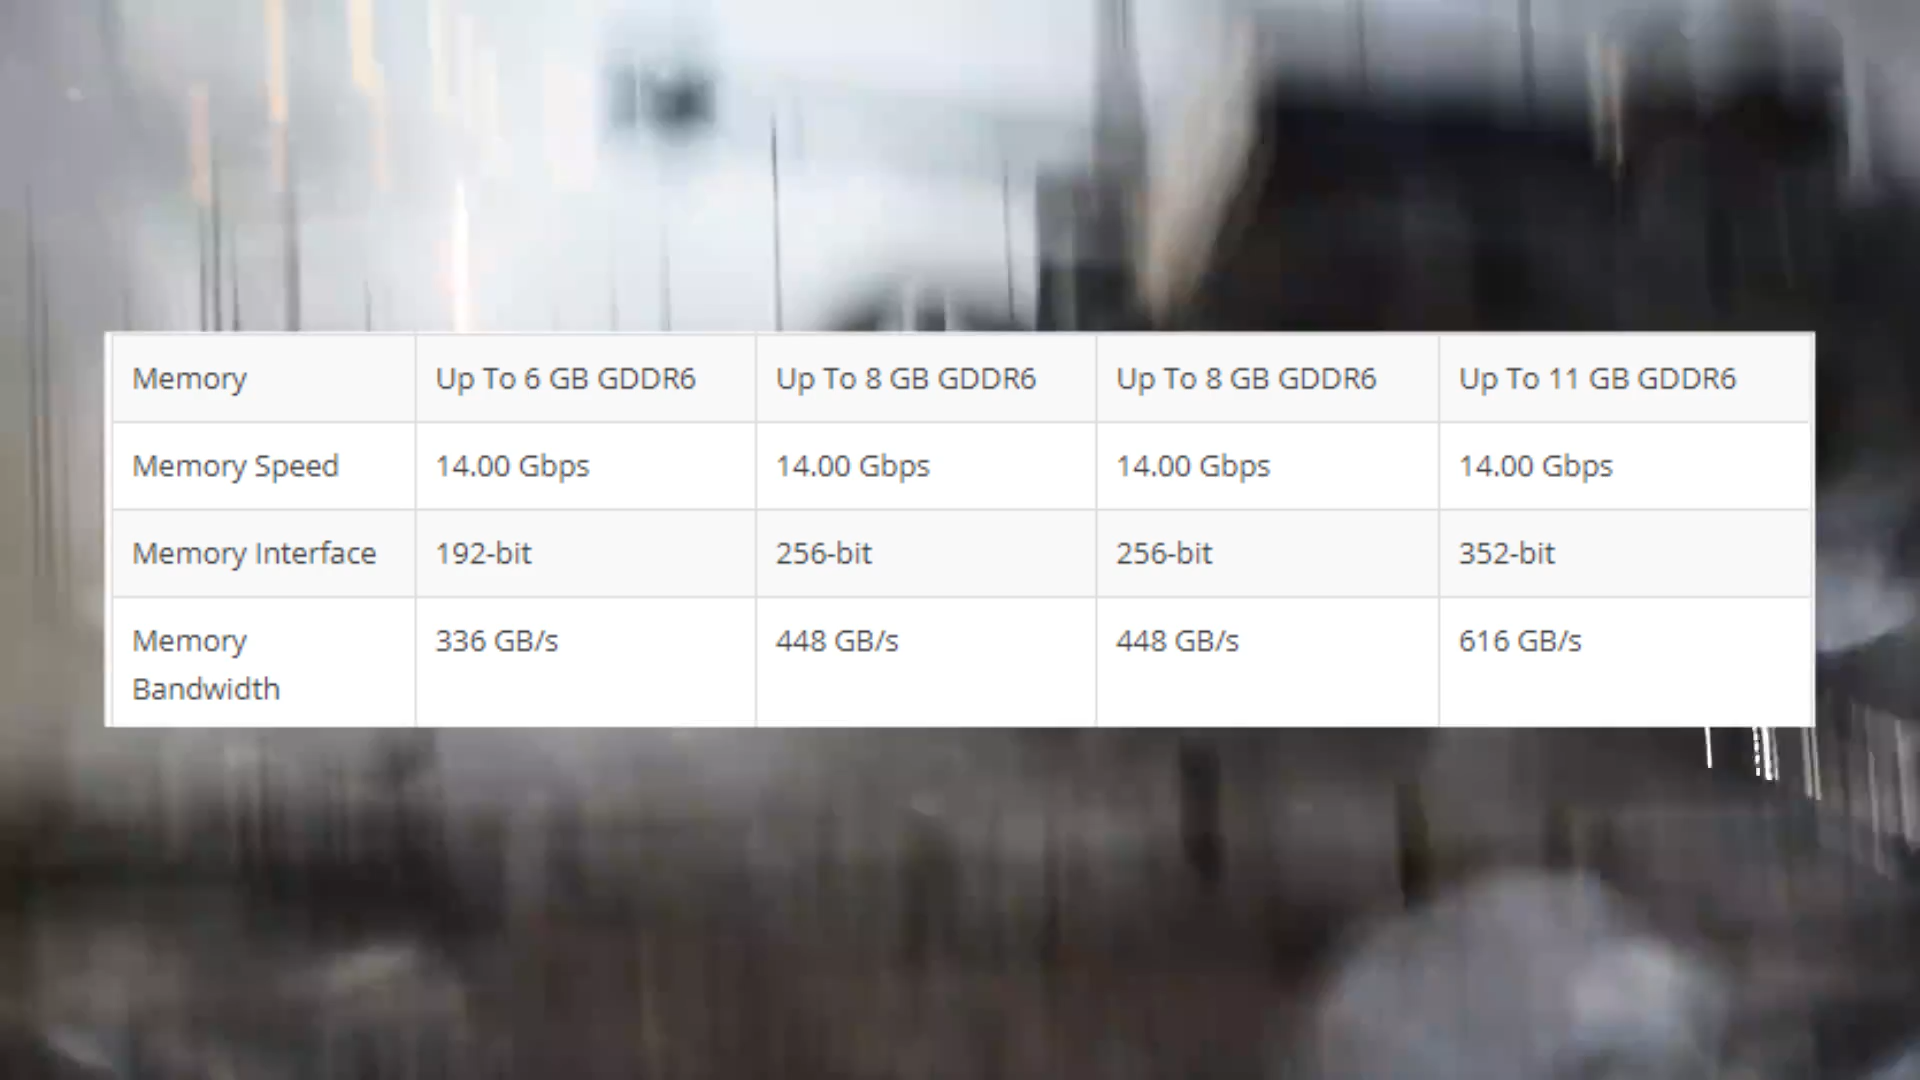 Memory Up To 6 GB GDDR6 Up To 8 GB GDDR6 Up To 8 GB GDDR6 Up To 11 GB GDDR6
Memory Speed 14.00 Gbps 14.00 Gbps 14.00 Gbps 14.00 Gbps
Memory Interface 192-bit 256-bit 256-bit 352-bit
Memory 336 GB/s 448 GB/s 448 GB/s 616 GB/s
Bandwidth